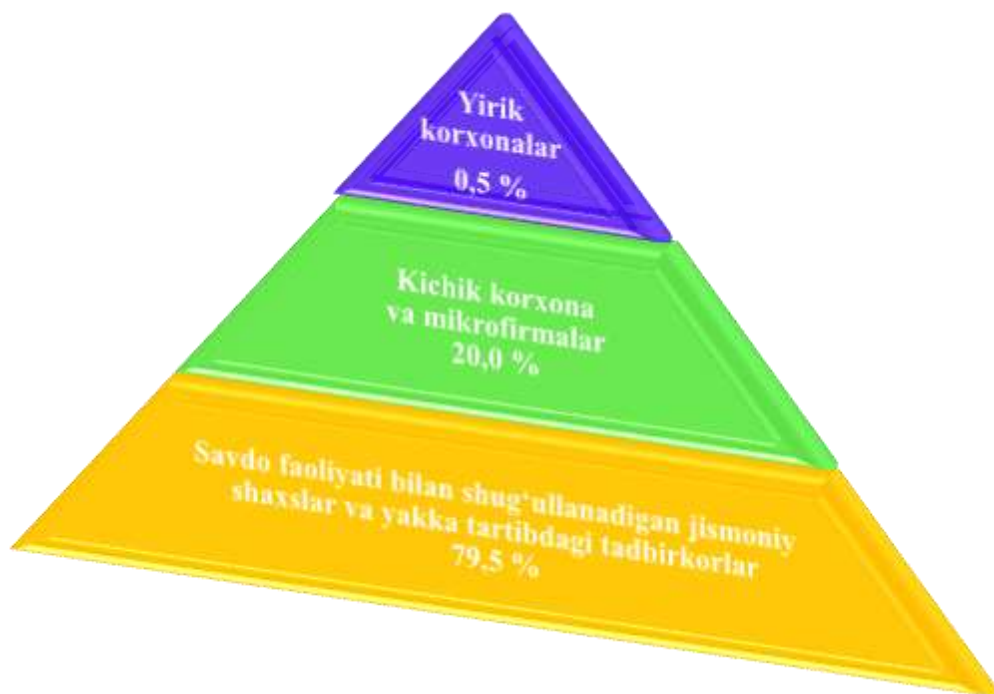 Yirik
korxonalar
0,5 %
Kichik korxona
va mikrofirmalar
20,0 %
Savdo faoliyati bilan shug‘ullanadigan jismoniy
shaxslar va yakka tartibdagi tadbirkorlar
79,5 %